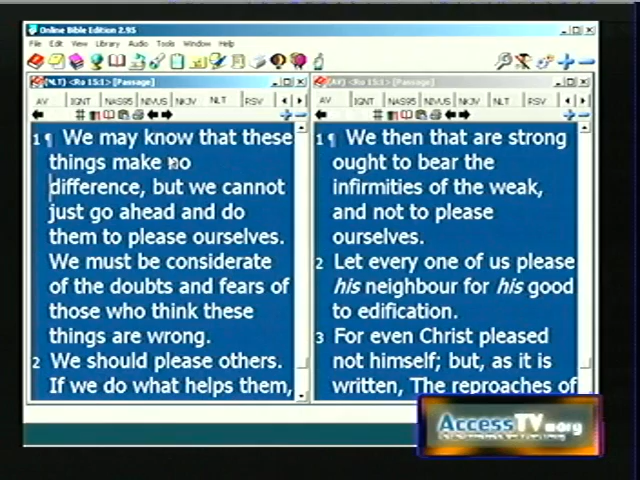 Online Bible Edition 2.95
File Edit View Library Audio Tools Window Help
(NLT) <Ro 15:1> [Passage]
AV IGNT NAS95 NIVUS NKJV NLT RSV
1 ¶ We may know that these
things make no
difference, but we cannot
just go ahead and do
them to please ourselves.
We must be considerate
of the doubts and fears of
those who think these
things are wrong.
2 We should please others.
If we do what helps them,
(AV) <Ro 15:1> [Passage]
AV IGNT NAS95 NIVUS NKJV NLT RSV
1 ¶ We then that are strong
ought to bear the
infirmities of the weak,
and not to please
ourselves.
2 Let every one of us please
his neighbour for his good
to edification.
3 For even Christ pleased
not himself; but, as it is
written, The reproaches of
AccessTV.org